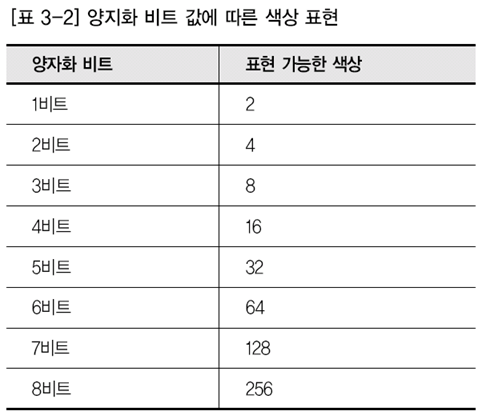 [표 3-2] 양지화 비트 값에 따른 색상 표현
양자화 비트 표현 가능한 색상
1비트 2
2비트 4
3비트 8
4비트 16
5비트 32
6비트 64
7비트 128
8비트 256